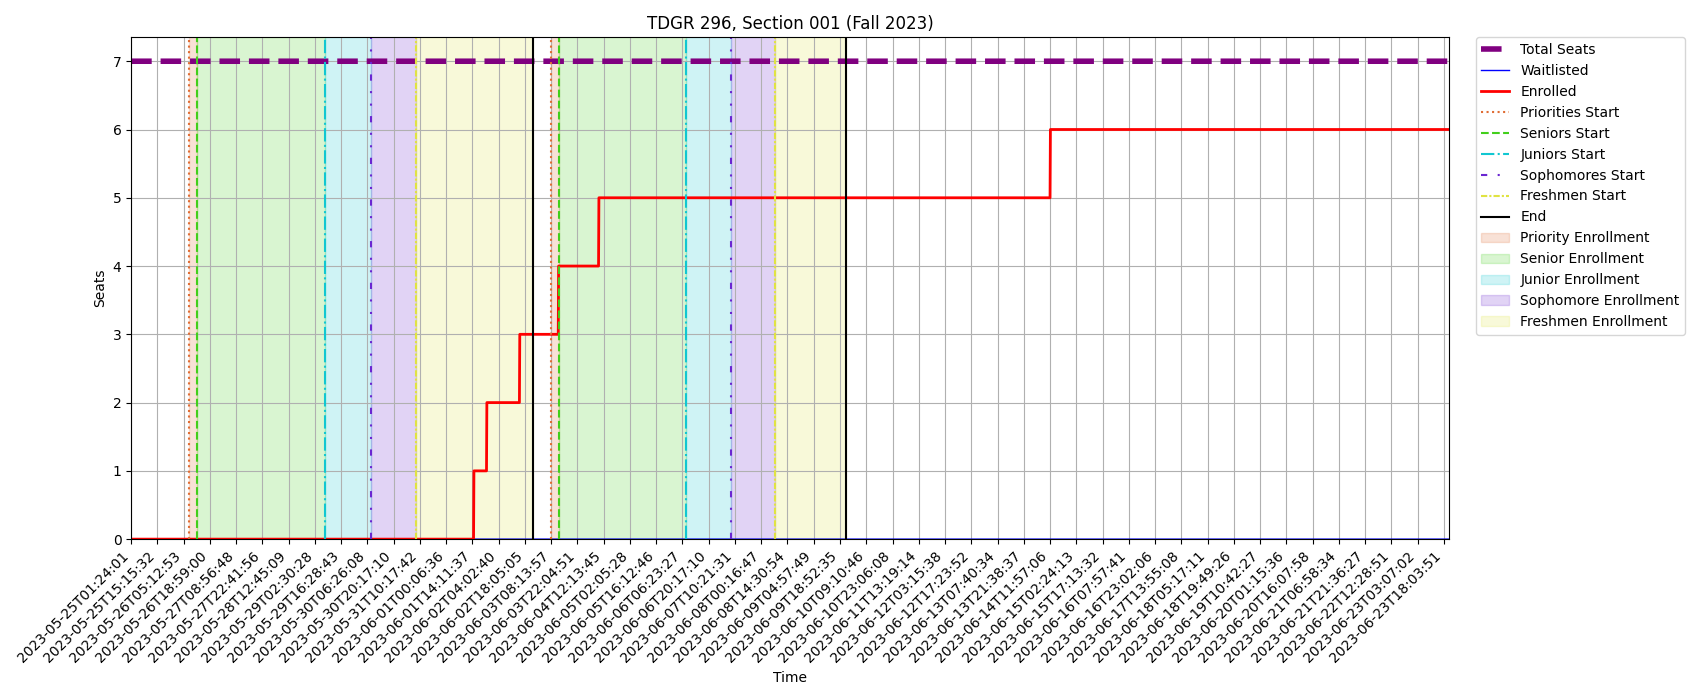 TDGR 296, Section 001 (Fall 2023)
Seats
7
6
5
4
3
2
1
0
2023-05-25T01:24:01
2023-05-25T15:15:32
2023-05-26T05:12:53
2023-05-26T18:59:00
2023-05-27T08:56:48
2023-05-27T22:41:56
2023-05-28T12:45:09
2023-05-29T02:30:28
2023-05-29T16:28:43
2023-05-30T06:26:08
2023-05-30T20:17:10
2023-05-31T10:17:42
2023-06-01T00:06:36
2023-06-01T14:11:37
2023-06-02T04:02:40
2023-06-02T18:05:05
2023-06-03T08:13:57
2023-06-03T22:04:51
2023-06-04T12:13:45
2023-06-05T02:05:28
2023-06-05T16:12:46
2023-06-06T06:23:27
2023-06-06T20:17:10
2023-06-07T10:21:31
2023-06-08T00:16:47
2023-06-08T14:30:54
2023-06-09T04:57:49
2023-06-09T18:52:35
2023-06-10T09:10:46
2023-06-10T23:06:08
2023-06-11T13:19:14
2023-06-12T03:15:38
2023-06-12T17:23:52
2023-06-13T07:40:34
2023-06-13T21:38:37
2023-06-14T11:57:06
2023-06-15T02:24:13
2023-06-15T17:13:32
2023-06-16T07:57:41
2023-06-16T23:02:06
2023-06-17T13:55:08
2023-06-18T05:17:11
2023-06-18T19:49:26
2023-06-19T10:42:27
2023-06-20T01:15:36
2023-06-20T16:07:58
2023-06-21T06:58:34
2023-06-21T21:36:27
2023-06-22T12:28:51
2023-06-23T03:07:02
2023-06-23T18:03:51
Time
Total Seats
Waitlisted
Enrolled
Priorities Start
Seniors Start
Juniors Start
Sophomores Start
Freshmen Start
End
Priority Enrollment
Senior Enrollment
Junior Enrollment
Sophomore Enrollment
Freshmen Enrollment